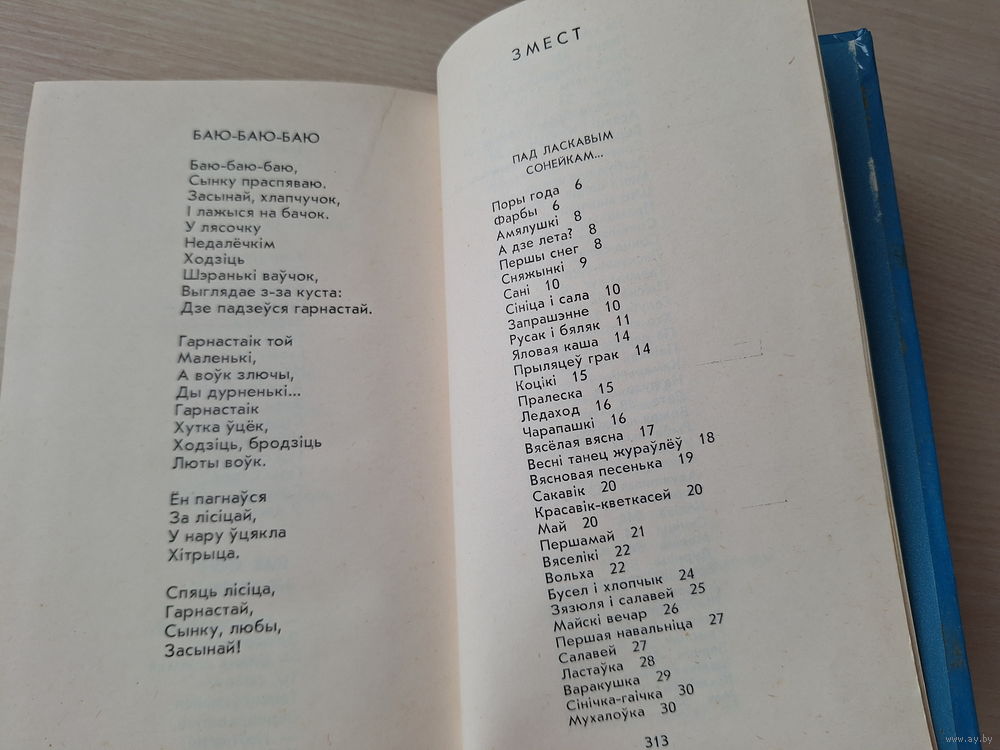 БАЮ-БАЮ-БАЮ
Баю-баю-баю,
Сынку праспяваю.
Засынай, хлапчучок,
І лажыся на бачок.
У лясочку
Недалёчкім
Ходзіць
Шэранькі ваўчок,
Выглядае з-за куста:
Дзе падзеўся гарнастай.
Гарнастаік той
Маленькі,
А воўк злючы,
Ды дурненькі...
Гарнастаік
Хутка ўцёк,
Ходзіць, бродзіць
Люты воўк.
Ён пагнаўся
За лісіцай,
У нару ўцякла
Хітрыца.
Спяць лісіца,
Гарнастай,
Сынку, любы,
Засынай!
ЗМЕСТ
ПАД ЛАСКАВЫМ
СОНЕЙКАМ...
Поры года 6
Фарбы 6
Амялушкі 8
А дзе лета? 8
Першы снег 8
Сняжынкі 9
Сані 10
Сініца і сала 10
Запрашэнне 10
Русак і бяляк 11
Яловая каша 14
Прыляцеў грак 14
Коцікі 15
Пралеска 15
Ледаход 16
Чарапашкі 16
Вясёлая вясна 17
Весні танец жураўлёў 18
Вясновая песенька 19
Сакавік 20
Красавік-кветкасей 20
Май 20
Першамай 21
Вяселікі 22
Вольха 22
Бусел і хлопчык 24
Зязюля і салавей 25
Майскі вечар 26
Першая навальніца 27
Салавей 27
Ластаўка 28
Варакушка 29
Сінічка-гаічка 30
Мухалоўка 30
313
www.ay.by